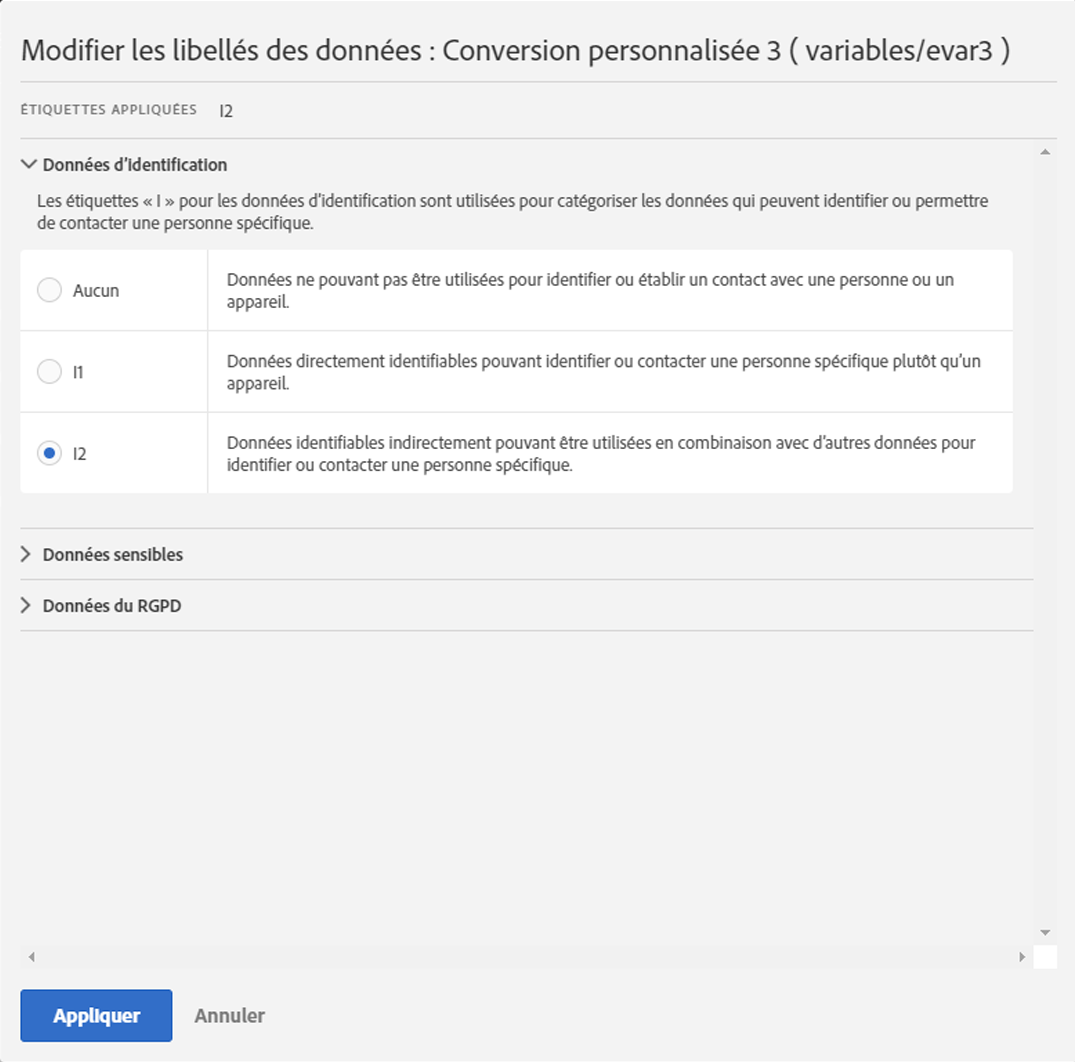 Modifier les libellés des données : Conversion personnalisée 3 ( variables/evar3 )
ÉTIQUETTES APPLIQUÉES I2
Données d'identification
Les étiquettes « I » pour les données d'identification sont utilisées pour catégoriser les données qui peuvent identifier ou permettre
de contacter une personne spécifique.
Aucun
Données ne pouvant pas être utilisées pour identifier ou établir un contact avec une personne ou un
appareil.
I1
Données directement identifiables pouvant identifier ou contacter une personne spécifique plutôt qu'un
appareil.
I2
Données identifiables indirectement pouvant être utilisées en combinaison avec d'autres données pour
identifier ou contacter une personne spécifique.
Données sensibles
Données du RGPD
Appliquer Annuler